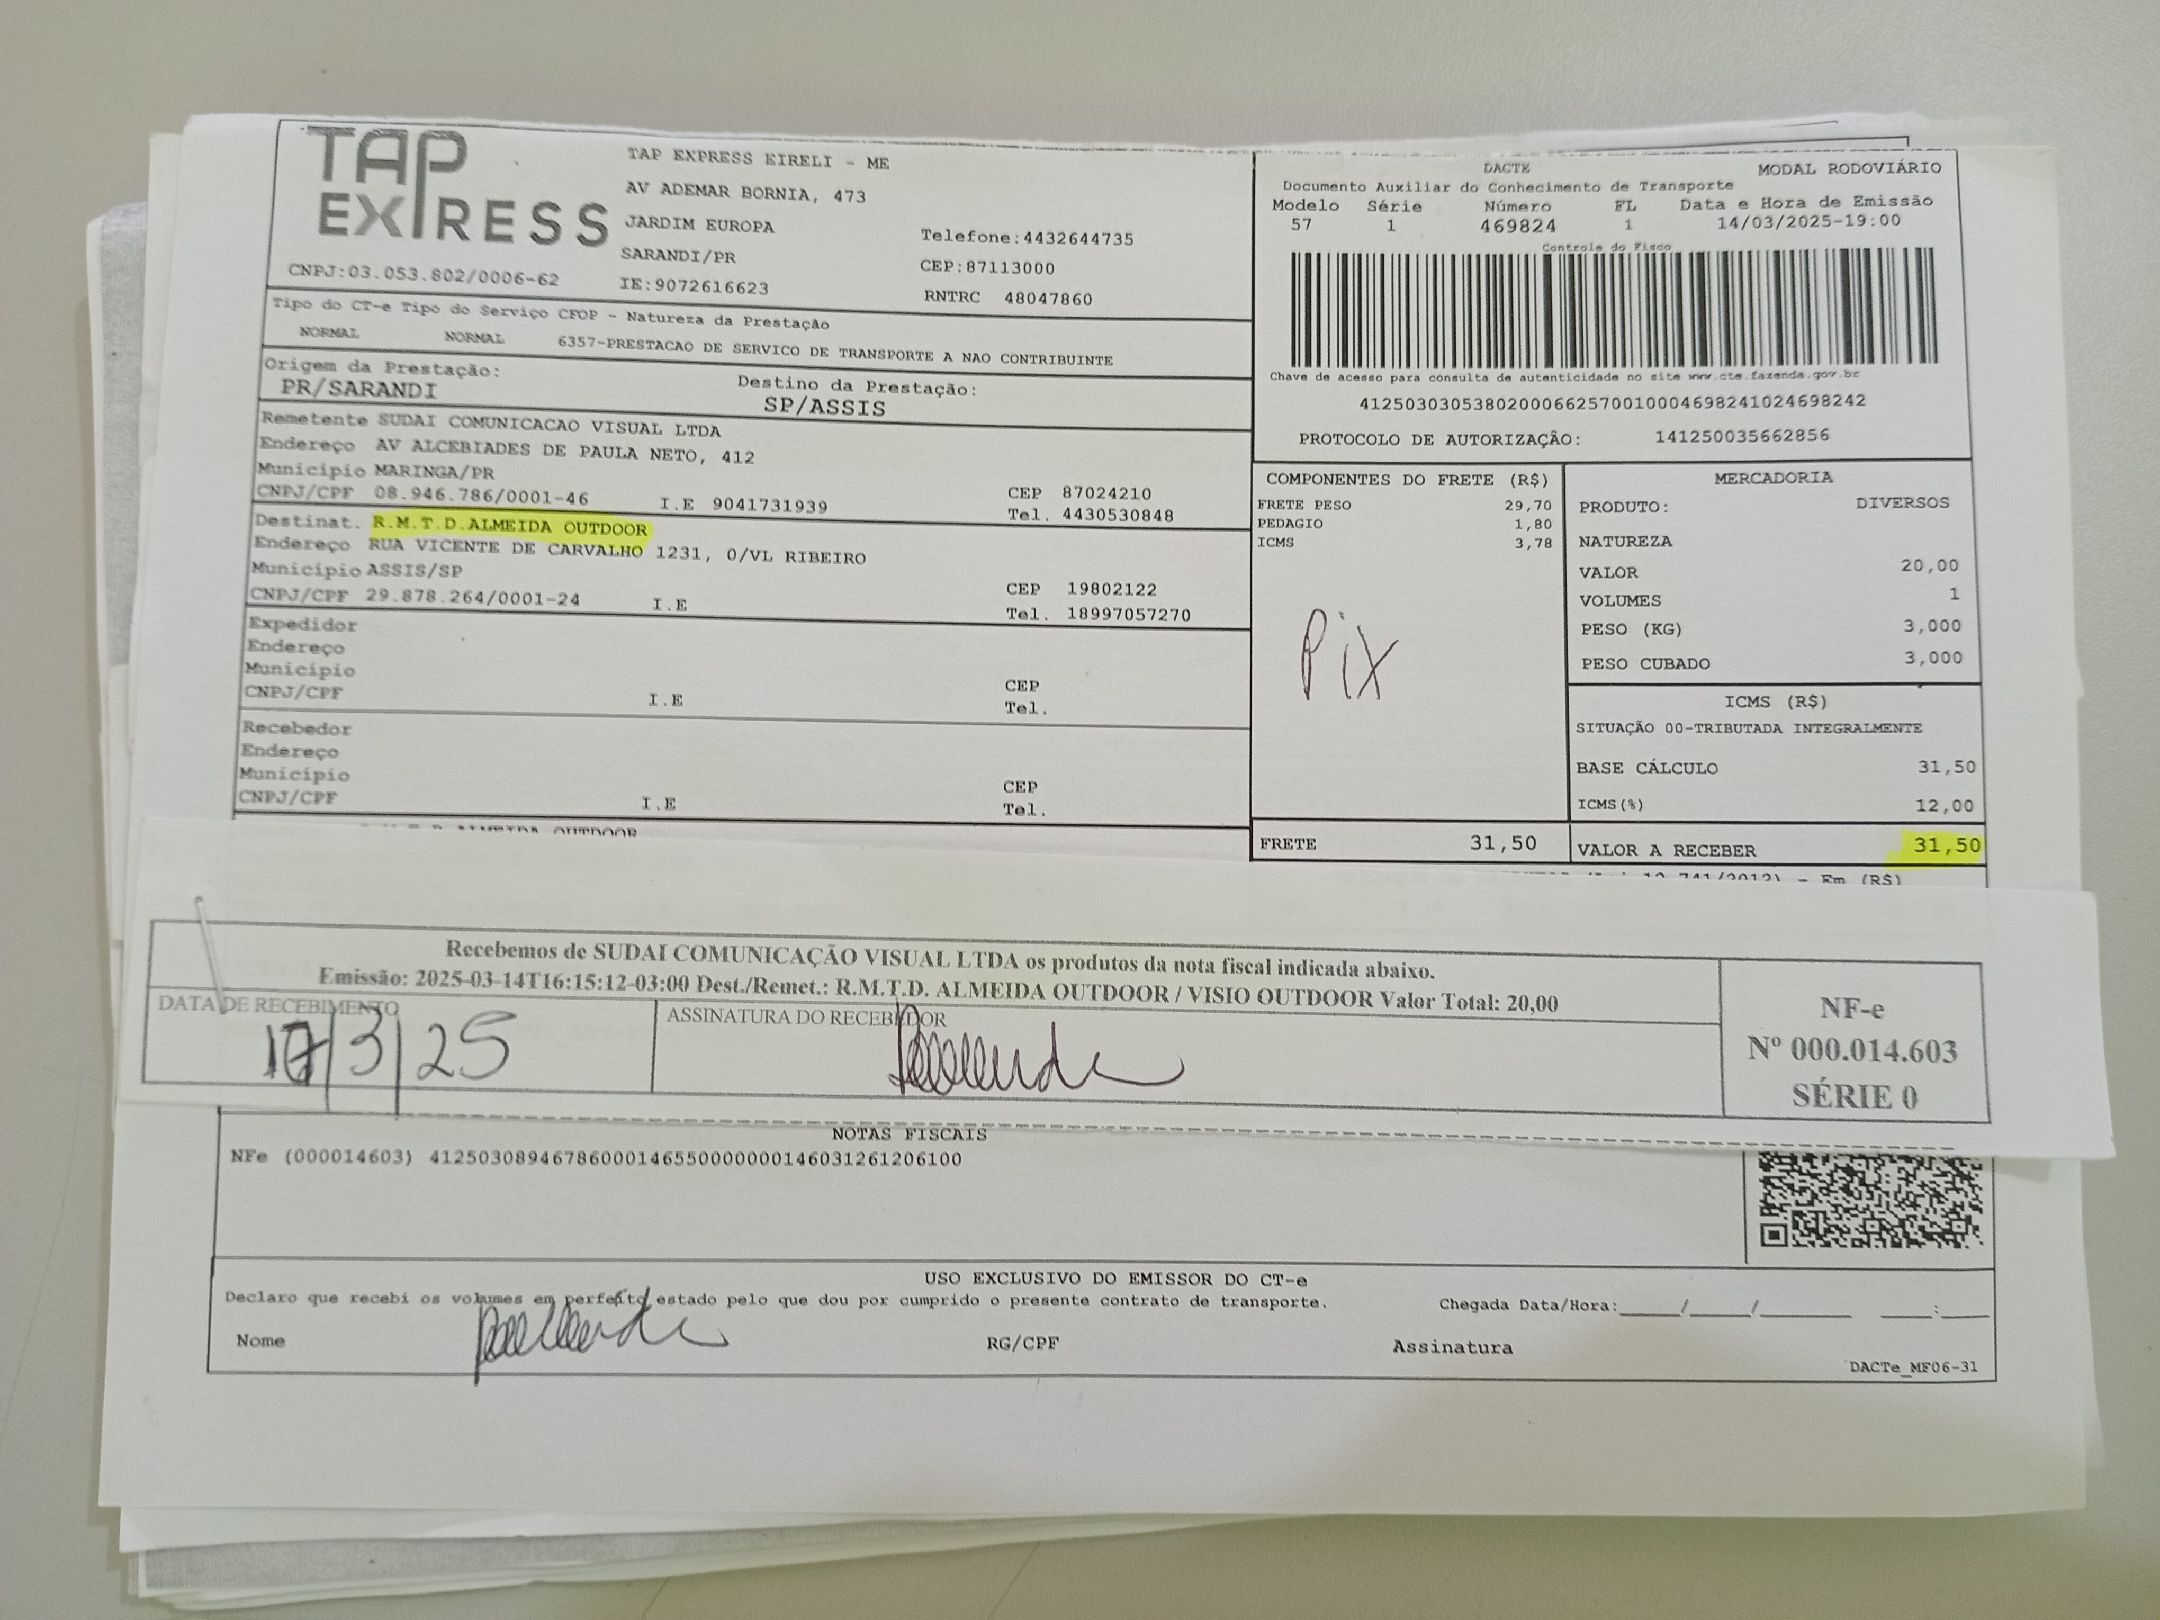 TAP EXPRESS
TAP EXPRESS EIRELI - ME
AV ADEMAR BORNIA, 473
JARDIM EUROPA
SARANDI/PR
Telefone:4432644735
CEP:87113000
CNPJ:03.053.802/0006-62
IE:9072616623
RNTRC 48047860
Tipo do CT-e Tipo do Serviço CFOP - Natureza da Prestação
NORMAL NORMAL 6357-PRESTACAO DE SERVICO DE TRANSPORTE A NAO CONTRIBUINTE
Origem da Prestação: Destino da Prestação:
PR/SARANDI SP/ASSIS
Remetente SUDAI COMUNICACAO VISUAL LTDA
Endereço AV ALCEBIADES DE PAULA NETO, 412
Município MARINGA/PR CEP 87024210
CNPJ/CPF 08.946.786/0001-46 I.E 9041731939 Tel. 4430530848
Destinat. R.M.T.D.ALMEIDA OUTDOOR
Endereço RUA VICENTE DE CARVALHO 1231, 0/VL RIBEIRO
Município ASSIS/SP CEP 19802122
CNPJ/CPF 29.878.264/0001-24 I.E Tel. 18997057270
Expedidor
Endereço
Município CEP
CNPJ/CPF I.E Tel.
Recebedor
Endereço
Município CEP
CNPJ/CPF I.E Tel.
ALMEIDA OUTDOOR
DACTE MODAL RODOVIÁRIO
Documento Auxiliar do Conhecimento de Transporte
Modelo Série Número FL Data e Hora de Emissão
57 1 469824 1 14/03/2025-19:00
Controle do Fisco
Chave de acesso para consulta de autenticidade no site www.cte.fazenda.gov.br
41250303053802000662570010004698241024698242
PROTOCOLO DE AUTORIZAÇÃO: 141250035662856
COMPONENTES DO FRETE (R$)
FRETE PESO 29,70
PEDAGIO 1,80
ICMS 3,78
Pix
FRETE 31,50
MERCADORIA
PRODUTO: DIVERSOS
NATUREZA
VALOR 20,00
VOLUMES 1
PESO (KG) 3,000
PESO CUBADO 3,000
ICMS (R$)
SITUAÇÃO 00-TRIBUTADA INTEGRALMENTE
BASE CÁLCULO 31,50
ICMS(%) 12,00
VALOR A RECEBER 31,50
12.741/2012) - Em (R$)
Recebemos de SUDAI COMUNICAÇÃO VISUAL LTDA os produtos da nota fiscal indicada abaixo.
Emissão: 2025-03-14T16:15:12-03:00 Dest./Remet.: R.M.T.D. ALMEIDA OUTDOOR / VISIO OUTDOOR Valor Total: 20,00
DATA DE RECEBIMENTO ASSINATURA DO RECEBEDOR
17/3/25
NF-e
Nº 000.014.603
SÉRIE 0
NOTAS FISCAIS
NFe (000014603) 41250308946786000146550000000146031261206100
USO EXCLUSIVO DO EMISSOR DO CT-e
Declaro que recebi os volumes em perfeito estado pelo que dou por cumprido o presente contrato de transporte. Chegada Data/Hora:_____/_____/_______ ____:____
Nome RG/CPF Assinatura
DACTe_MF06-31